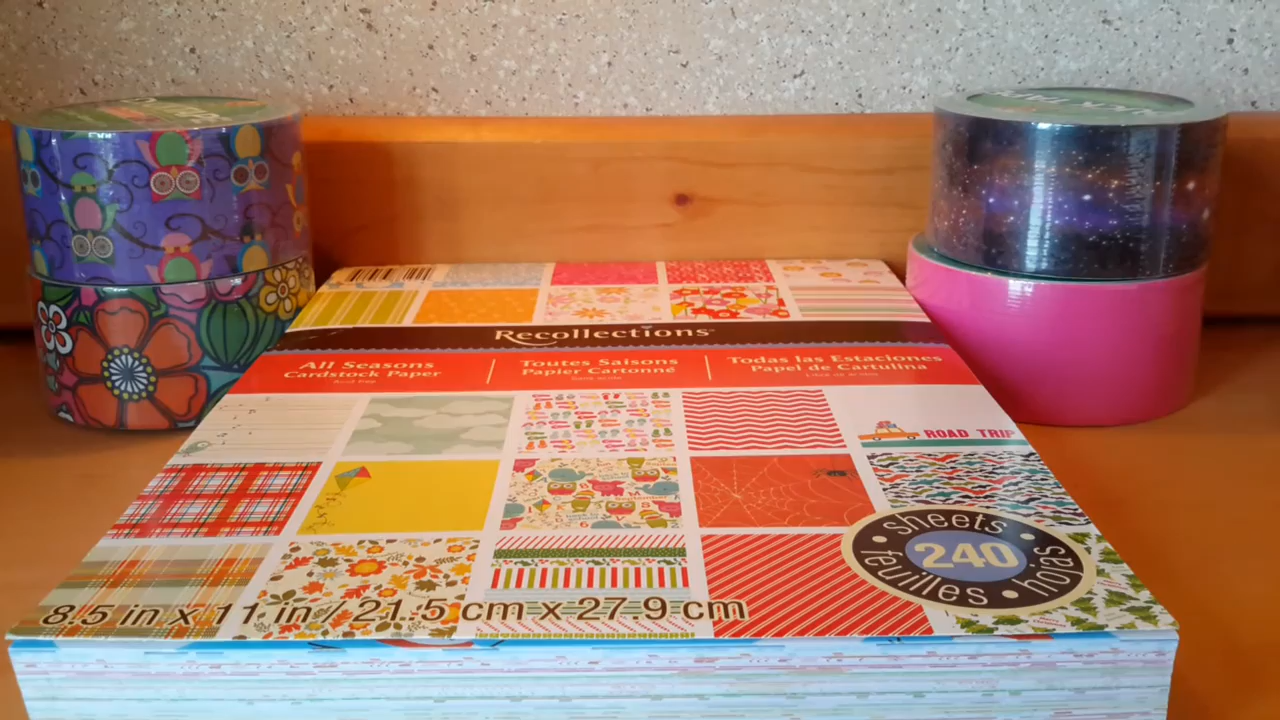 Recollections
All Seasons
Cardstock Paper
Toutes Saisons
Papier Cartonné
Todas las Estaciones
Papel de Cartulina
ROAD TRIP
sheets
240
feuilles • hojas
8.5 in x 11 in / 21.5 cm x 27.9 cm